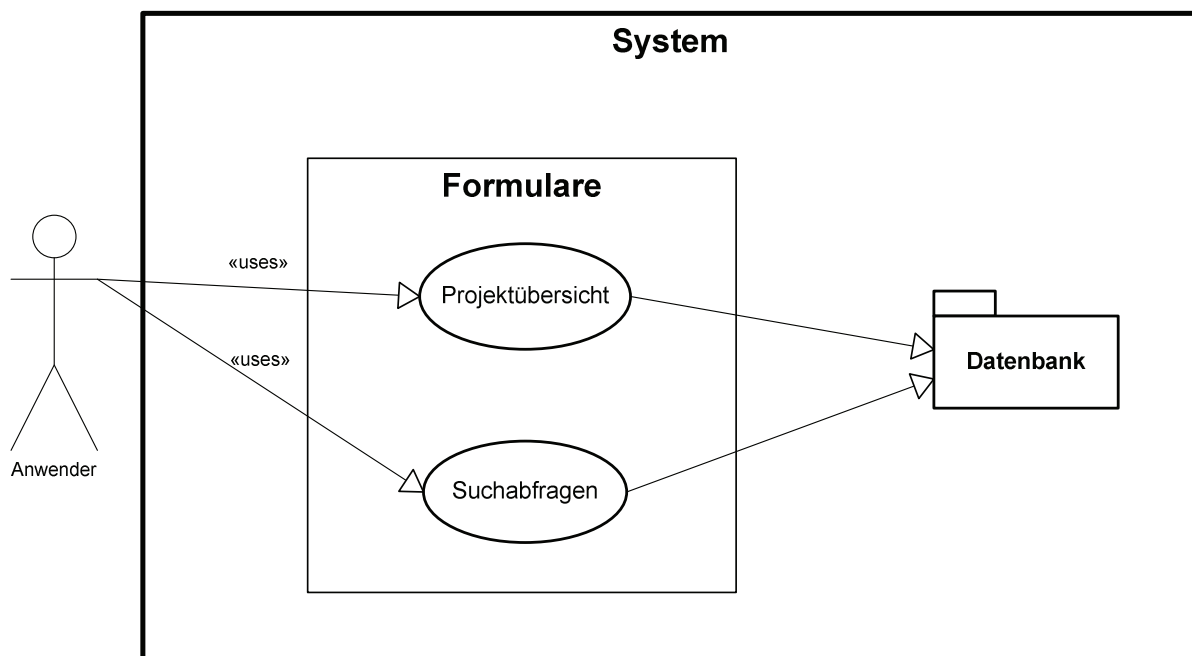 System
Formulare
«uses»
Projektübersicht
«uses»
Datenbank
Anwender
Suchabfragen